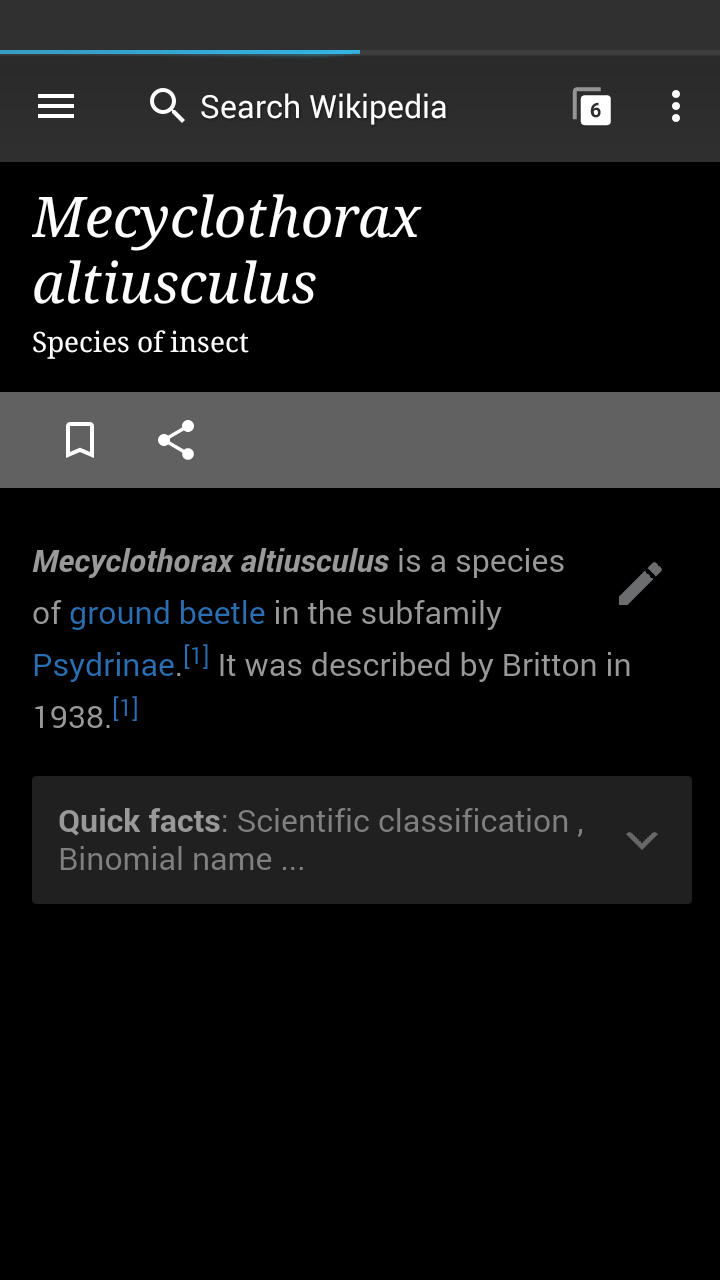 Search Wikipedia
6
Mecyclothorax
altiusculus
Species of insect
Mecyclothorax altiusculus is a species
of ground beetle in the subfamily
Psydrinae.[1] It was described by Britton in
1938.[1]
Quick facts: Scientific classification ,
Binomial name ...